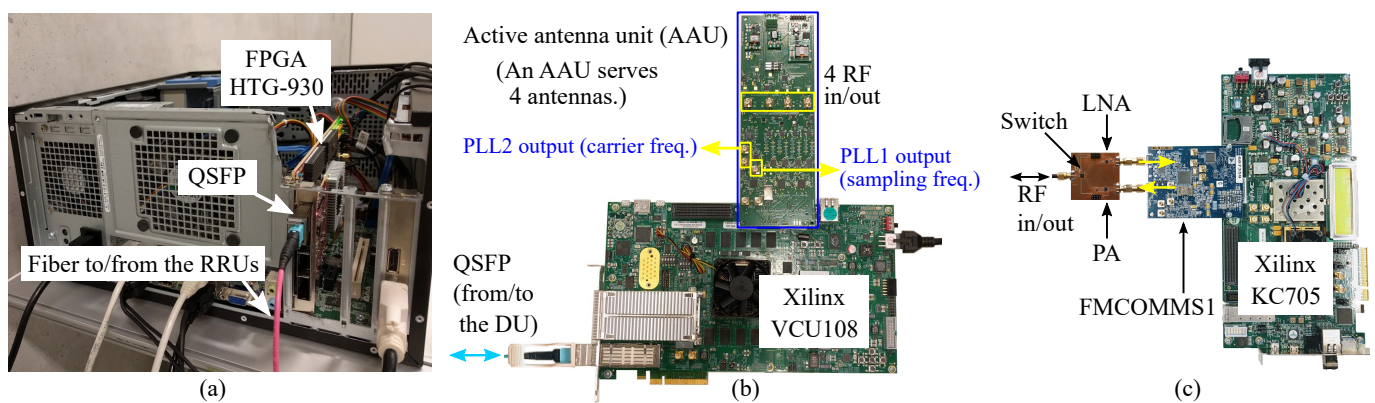 FPGA
HTG-930
QSFP
Fiber to/from the RRUs
(a)
Active antenna unit (AAU)
(An AAU serves
4 antennas.)
4 RF
in/out
PLL2 output (carrier freq.)
PLL1 output
(sampling freq.)
QSFP
(from/to
the DU)
Xilinx
VCU108
(b)
LNA
Switch
RF
in/out
PA
FMCOMMS1
Xilinx
KC705
(c)